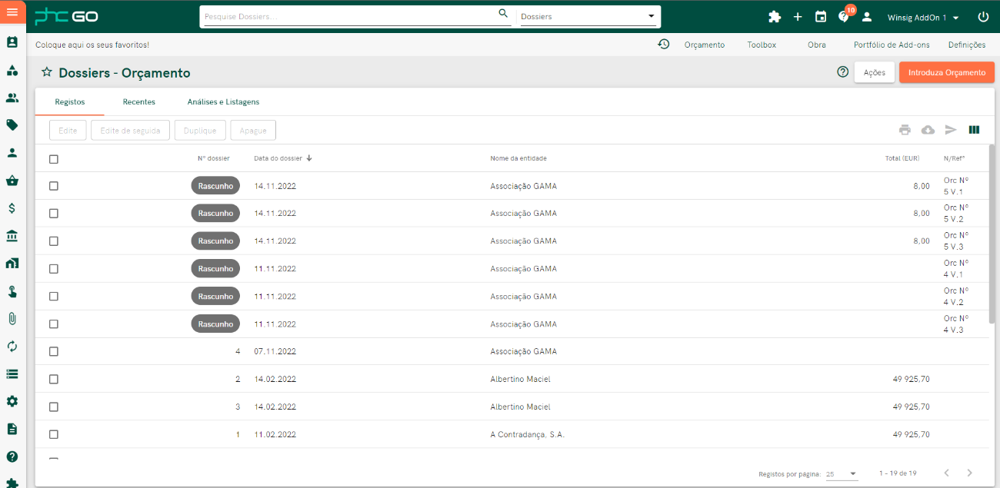 phc GO
Pesquise Dossiers...
Dossiers
10
Winsig AddOn 1
Coloque aqui os seus favoritos!
Orçamento
Toolbox
Obra
Portfólio de Add-ons
Definições
Dossiers - Orçamento
Ações
Introduza Orçamento
Registos
Recentes
Análises e Listagens
Edite
Edite de seguida
Duplique
Apague
Nº dossier
Data do dossier
Nome da entidade
Total (EUR)
N/Refª
Rascunho 14.11.2022 Associação GAMA 8,00 Orc Nº
5 V.1
Rascunho 14.11.2022 Associação GAMA 8,00 Orc Nº
5 V.2
Rascunho 14.11.2022 Associação GAMA 8,00 Orc Nº
5 V.3
Rascunho 11.11.2022 Associação GAMA Orc Nº
4 V.1
Rascunho 11.11.2022 Associação GAMA Orc Nº
4 V.2
Rascunho 11.11.2022 Associação GAMA Orc Nº
4 V.3
4 07.11.2022 Associação GAMA
2 14.02.2022 Albertino Maciel 49 925,70
3 14.02.2022 Albertino Maciel 49 925,70
1 11.02.2022 A Contradança, S.A. 49 925,70
Registos por página: 25
1 - 19 de 19